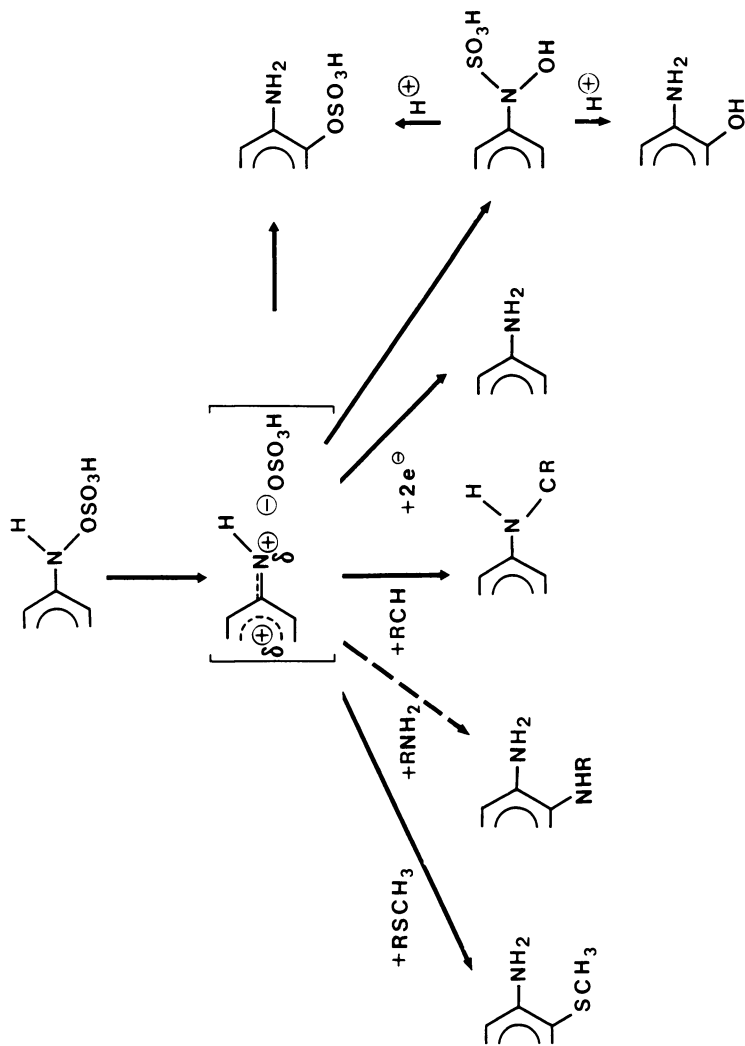 H
N
OSO₃H
H
N⊕
δ
⊖OSO₃H
⊕
δ
NH₂
OSO₃H
H⊕
SO₃H
N
OH
H⊕
NH₂
OH
+2e⊖
NH₂
+RCH
H
N
CR
+RNH₂
NH₂
NHR
+RSCH₃
NH₂
SCH₃